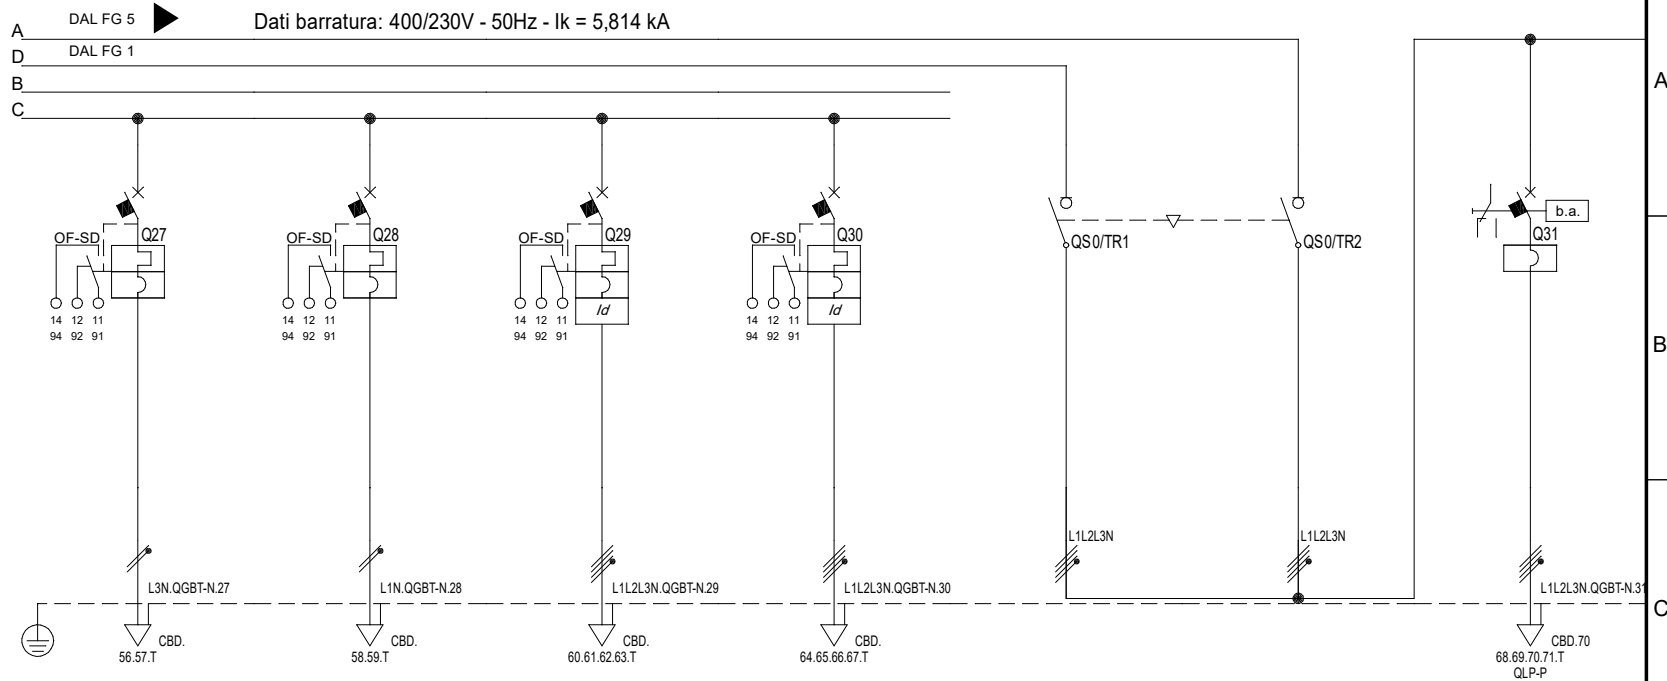 DAL FG 5
Dati barratura: 400/230V - 50Hz - Ik = 5,814 kA
A
DAL FG 1
D
B
C
A
OF-SD Q27
OF-SD Q28
OF-SD Q29
OF-SD Q30
QS0/TR1
QS0/TR2
b.a.
Q31
14 12 11
94 92 91
14 12 11
94 92 91
14 12 11
94 92 91
Id
14 12 11
94 92 91
Id
B
L1L2L3N
L1L2L3N
L3N.QGBT-N.27
L1N.QGBT-N.28
L1L2L3N.QGBT-N.29
L1L2L3N.QGBT-N.30
L1L2L3N.QGBT-N.31
C
CBD.
56.57.T
CBD.
58.59.T
CBD.
60.61.62.63.T
CBD.
64.65.66.67.T
CBD.70
68.69.70.71.T
QLP-P